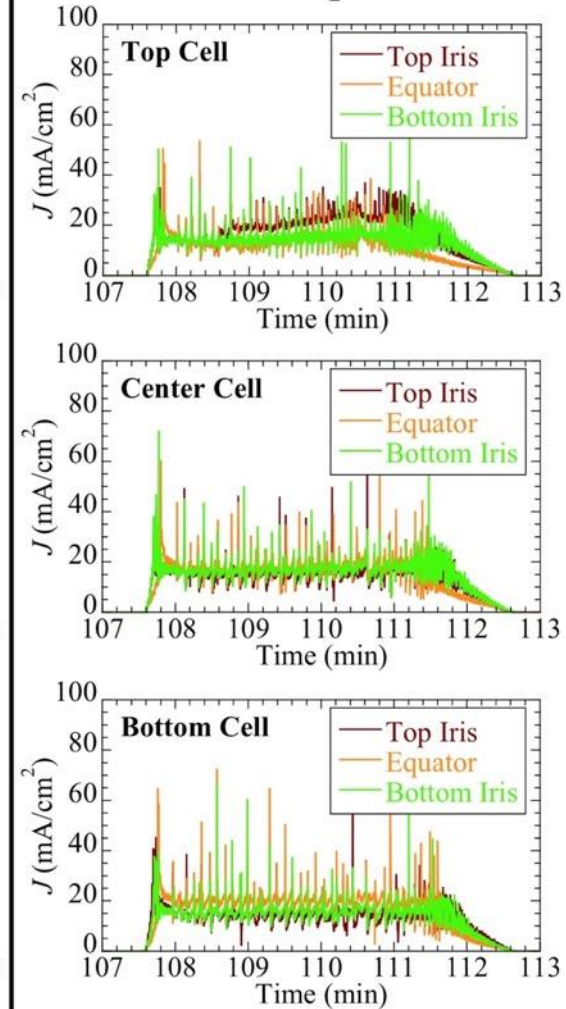 100
80
60
40
20
0
J (mA/cm²)
Top Cell
Top Iris
Equator
Bottom Iris
107 108 109 110 111 112 113
Time (min)
100
80
60
40
20
0
J (mA/cm²)
Center Cell
Top Iris
Equator
Bottom Iris
107 108 109 110 111 112 113
Time (min)
100
80
60
40
20
0
J (mA/cm²)
Bottom Cell
Top Iris
Equator
Bottom Iris
107 108 109 110 111 112 113
Time (min)